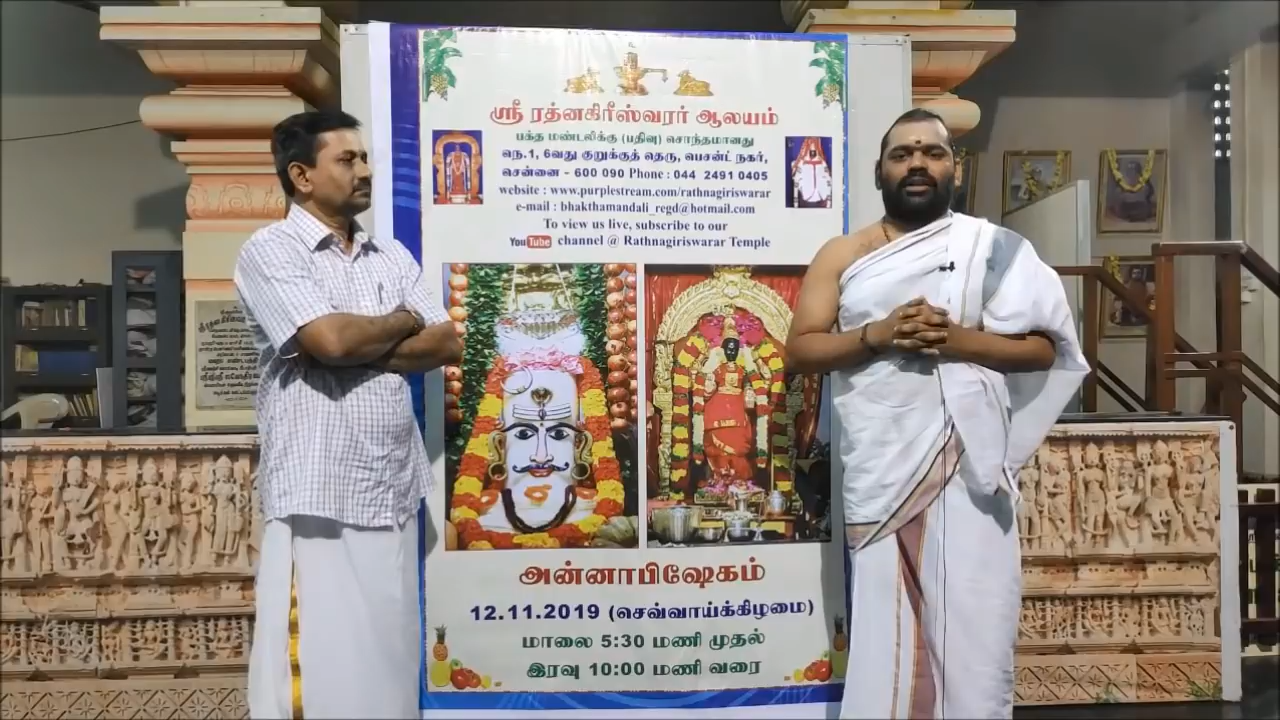 ஸ்ரீ ரத்னகிரீஸ்வரர் ஆலயம்
பக்த மண்டலிக்கு (பதிவு) சொந்தமானது
நெ.1, 6வது குறுக்குத் தெரு, பெசன்ட் நகர்,
சென்னை - 600 090 Phone : 044 2491 0405
website : www.purplestream.com/rathnagiriswarar
e-mail : bhakthamandali_regd@hotmail.com
To view us live, subscribe to our
YouTube channel @ Rathnagiriswarar Temple
அன்னாபிஷேகம்
12.11.2019 (செவ்வாய்க்கிழமை)
மாலை 5:30 மணி முதல்
இரவு 10:00 மணி வரை